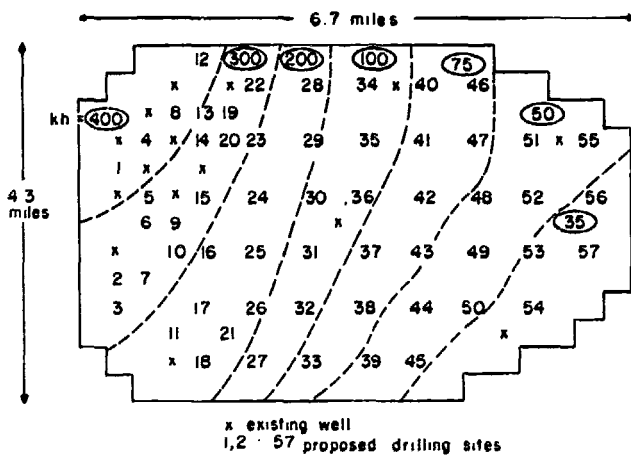 6.7 miles
12 300 200 100 75
x x 22 28 34 x 40 46
kh x 400 x 8 13 19 50
x 4 x 14 20 23 29 35 41 47 51 x 55
1 x x
x 5 x 15 24 30 36 42 48 52 56
4.3 miles
6 9 x 35
x 10 16 25 31 37 43 49 53 57
2 7
3 17 26 32 38 44 50 54
11 21 x
x 18 27 33 39 45
x existing well
1,2 · 57 proposed drilling sites